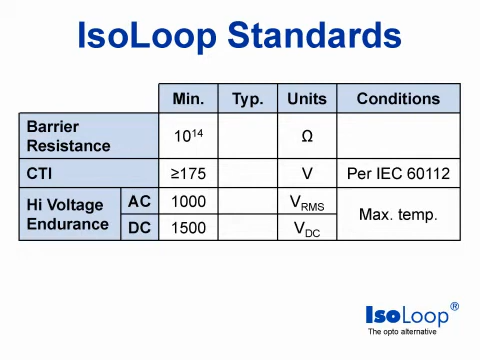 IsoLoop Standards
Min. Typ. Units Conditions
Barrier Resistance 10¹⁴ Ω
CTI ≥175 V Per IEC 60112
Hi Voltage Endurance AC 1000 V_RMS Max. temp.
DC 1500 V_DC
IsoLoop®
The opto alternative